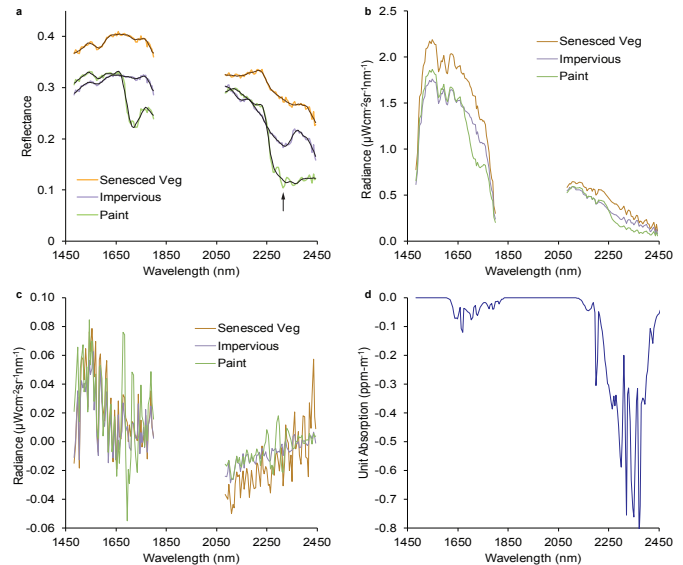 a
0.4
0.3
0.2
0.1
0
Reflectance
Senesced Veg
Impervious
Paint
1450 1650 1850 2050 2250 2450
Wavelength (nm)
b
2.5
2.0
1.5
1.0
0.5
0.0
Radiance (µWcm⁻²sr⁻¹nm⁻¹)
Senesced Veg
Impervious
Paint
1450 1650 1850 2050 2250 2450
Wavelength (nm)
c
0.10
0.08
0.06
0.04
0.02
0.00
-0.02
-0.04
-0.06
Radiance (µWcm⁻²sr⁻¹nm⁻¹)
Senesced Veg
Impervious
Paint
1450 1650 1850 2050 2250 2450
Wavelength (nm)
d
0.0
-0.1
-0.2
-0.3
-0.4
-0.5
-0.6
-0.7
-0.8
Unit Absorption (ppm-m⁻¹)
1450 1650 1850 2050 2250 2450
Wavelength (nm)